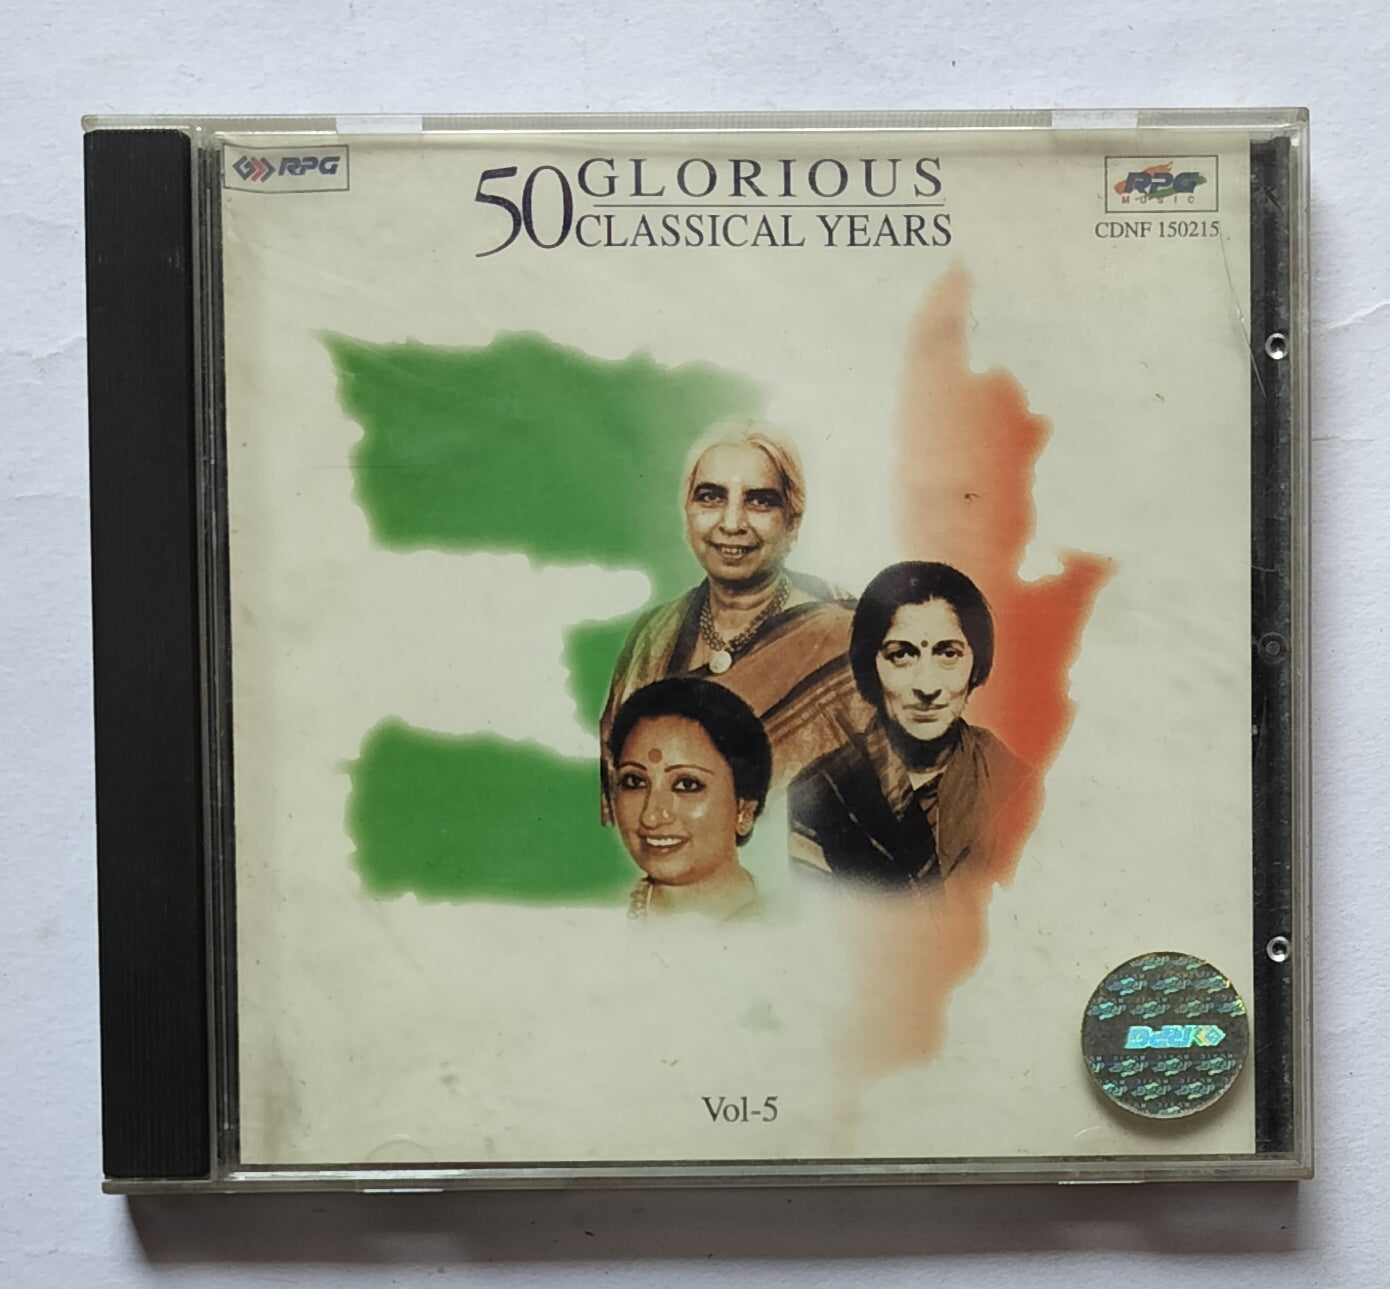 RPG
50 GLORIOUS
CLASSICAL YEARS
RPG
MUSIC
CDNF 150215
Vol-5